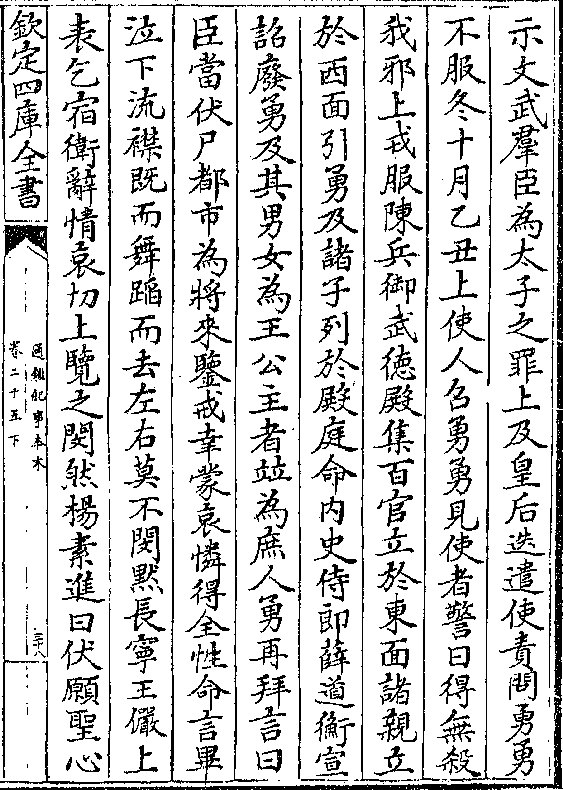 示文武羣臣為太子之罪上及皇后迭遣使責問勇勇
不服冬十月乙丑上使人召勇勇見使者警曰得無殺
我邪上戎服陳兵御武德殿集百官立於東面諸親立
於西面引勇及諸子列於殿庭命内史侍郎薛道衡宣
詔廢勇及其男女為王公主者竝為庶人勇再拜言曰
臣當伏尸都市為將來鑒戒幸蒙哀憐得全性命言畢
泣下流襟既而舞蹈而去左右莫不閔黙長寧王儼上
表乞宿衛辭情哀切上覽之閔然楊素進曰伏願聖心
欽定四庫全書
通鑑紀事本末
卷二十五下
三十八